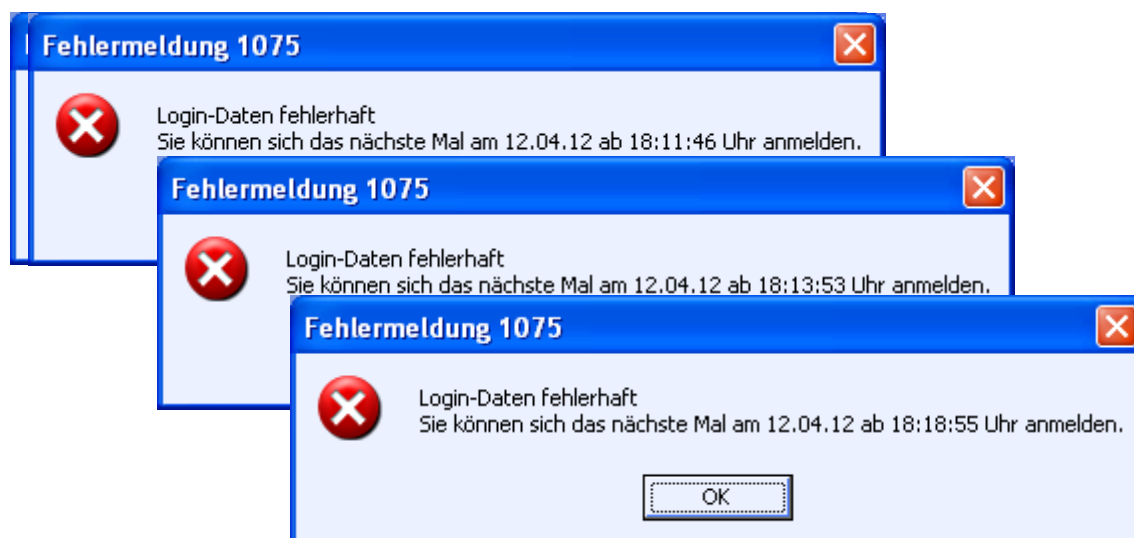 Fehlermeldung 1075
Login-Daten fehlerhaft
Sie können sich das nächste Mal am 12.04.12 ab 18:11:46 Uhr anmelden.
Fehlermeldung 1075
Login-Daten fehlerhaft
Sie können sich das nächste Mal am 12.04.12 ab 18:13:53 Uhr anmelden.
Fehlermeldung 1075
Login-Daten fehlerhaft
Sie können sich das nächste Mal am 12.04.12 ab 18:18:55 Uhr anmelden.
OK